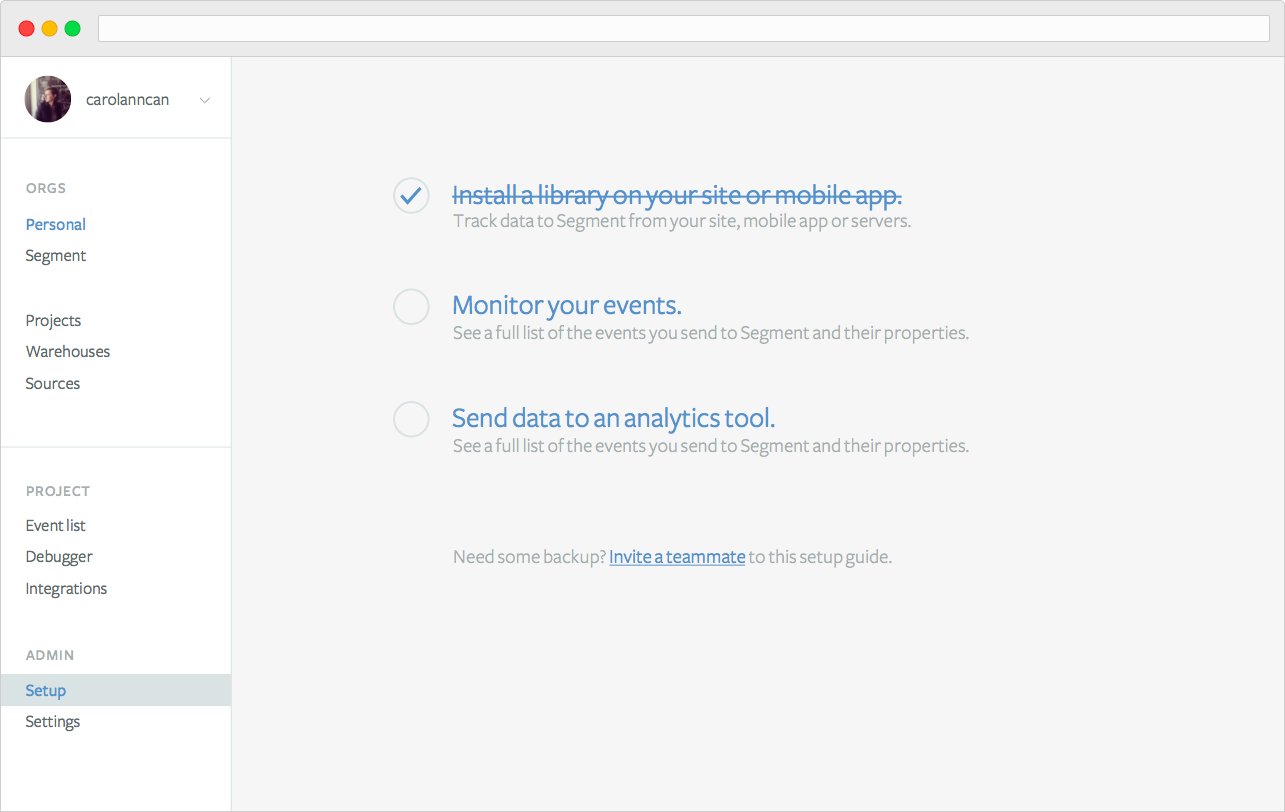 carolanncan
ORGS
Personal
Segment
Projects
Warehouses
Sources
PROJECT
Event list
Debugger
Integrations
ADMIN
Setup
Settings
Install a library on your site or mobile app.
Track data to Segment from your site, mobile app or servers.
Monitor your events.
See a full list of the events you send to Segment and their properties.
Send data to an analytics tool.
See a full list of the events you send to Segment and their properties.
Need some backup? Invite a teammate to this setup guide.